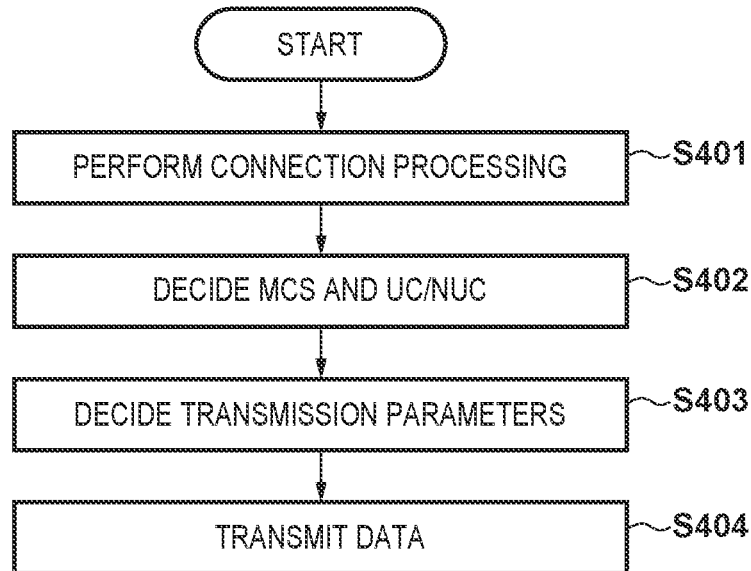 START
PERFORM CONNECTION PROCESSING
S401
DECIDE MCS AND UC/NUC
S402
DECIDE TRANSMISSION PARAMETERS
S403
TRANSMIT DATA
S404